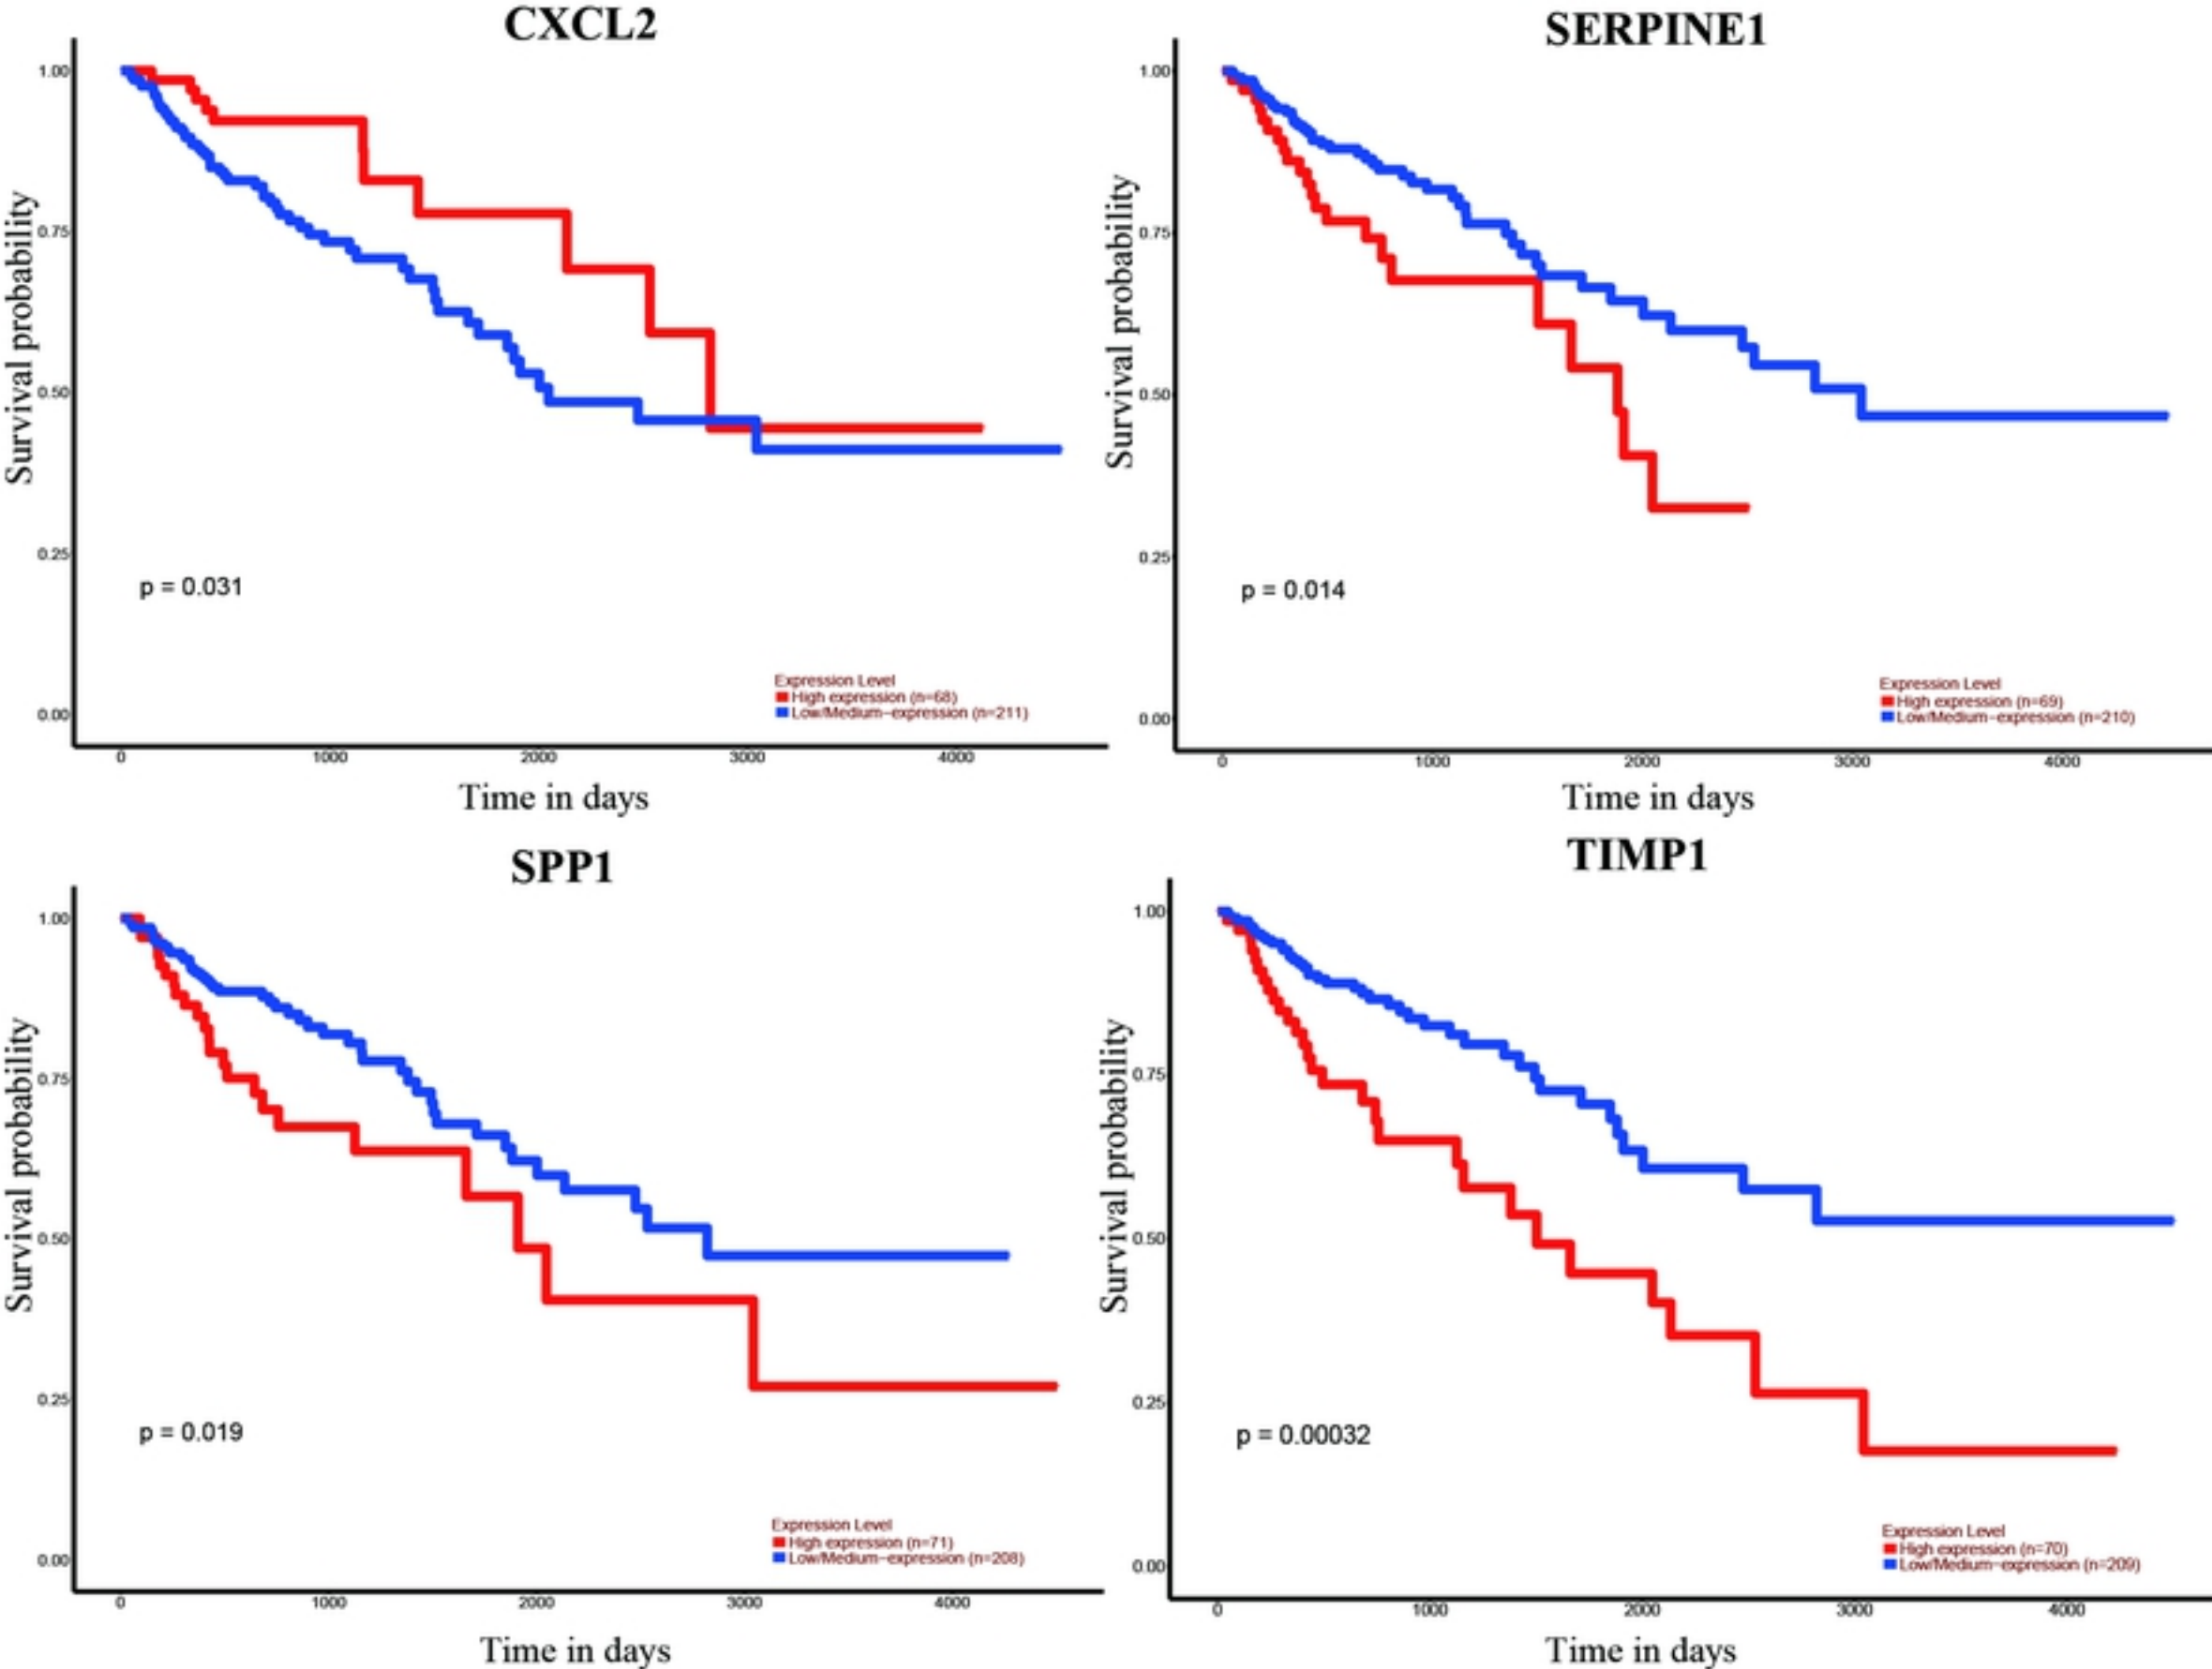 CXCL2
Survival probability
1.00
0.75
0.50
0.25
0.00
p = 0.031
Expression Level
High expression (n=68)
Low/Medium-expression (n=211)
0 1000 2000 3000 4000
Time in days
SERPINE1
Survival probability
1.00
0.75
0.50
0.25
0.00
p = 0.014
Expression Level
High expression (n=69)
Low/Medium-expression (n=210)
0 1000 2000 3000 4000
Time in days
SPP1
Survival probability
1.00
0.75
0.50
0.25
0.00
p = 0.019
Expression Level
High expression (n=71)
Low/Medium-expression (n=208)
0 1000 2000 3000 4000
Time in days
TIMP1
Survival probability
1.00
0.75
0.50
0.25
0.00
p = 0.00032
Expression Level
High expression (n=70)
Low/Medium-expression (n=209)
0 1000 2000 3000 4000
Time in days